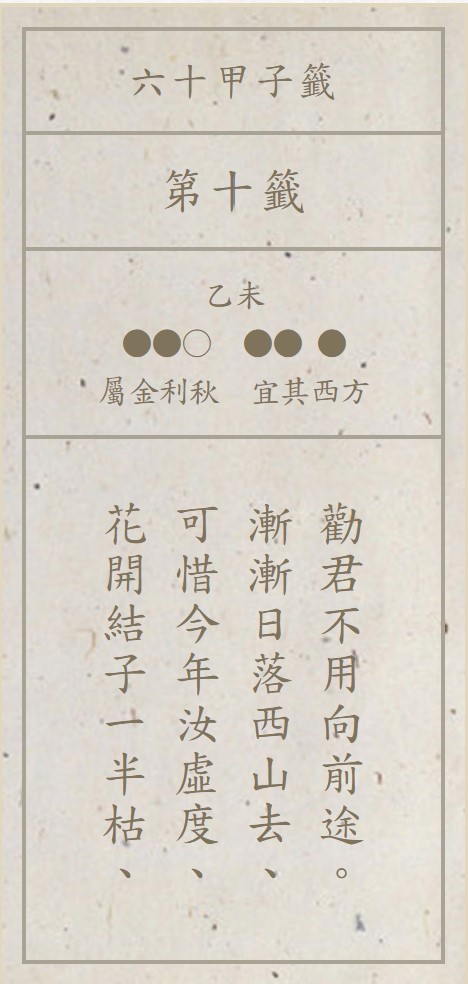 六十甲子籤
第十籤
乙未
●●○ ●● ●
屬金利秋 宜其西方
花開結子一半枯、
可惜今年汝虛度、
漸漸日落西山去、
勸君不用向前途。